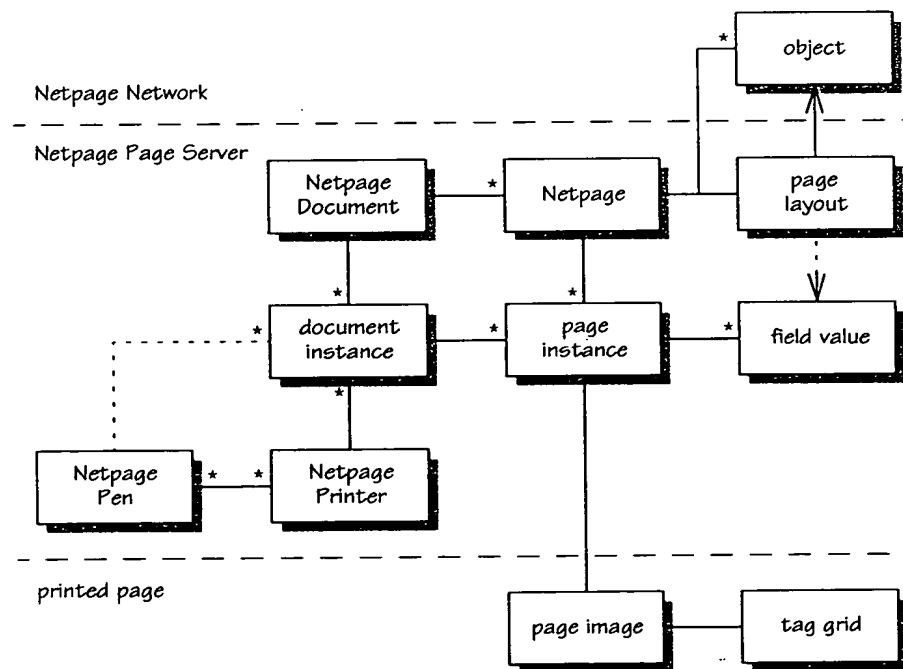 *
object
Netpage Network
Netpage Page Server
Netpage
Document
*
Netpage
page
layout
*
*
*
document
instance
*
page
instance
*
field value
*
Netpage
Pen
*
*
Netpage
Printer
printed page
page image
tag grid